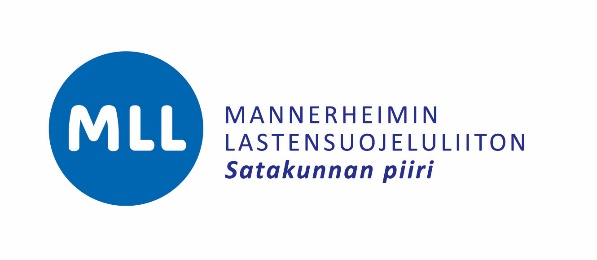 MLL
MANNERHEIMIN
LASTENSUOJELULIITON
Satakunnan piiri